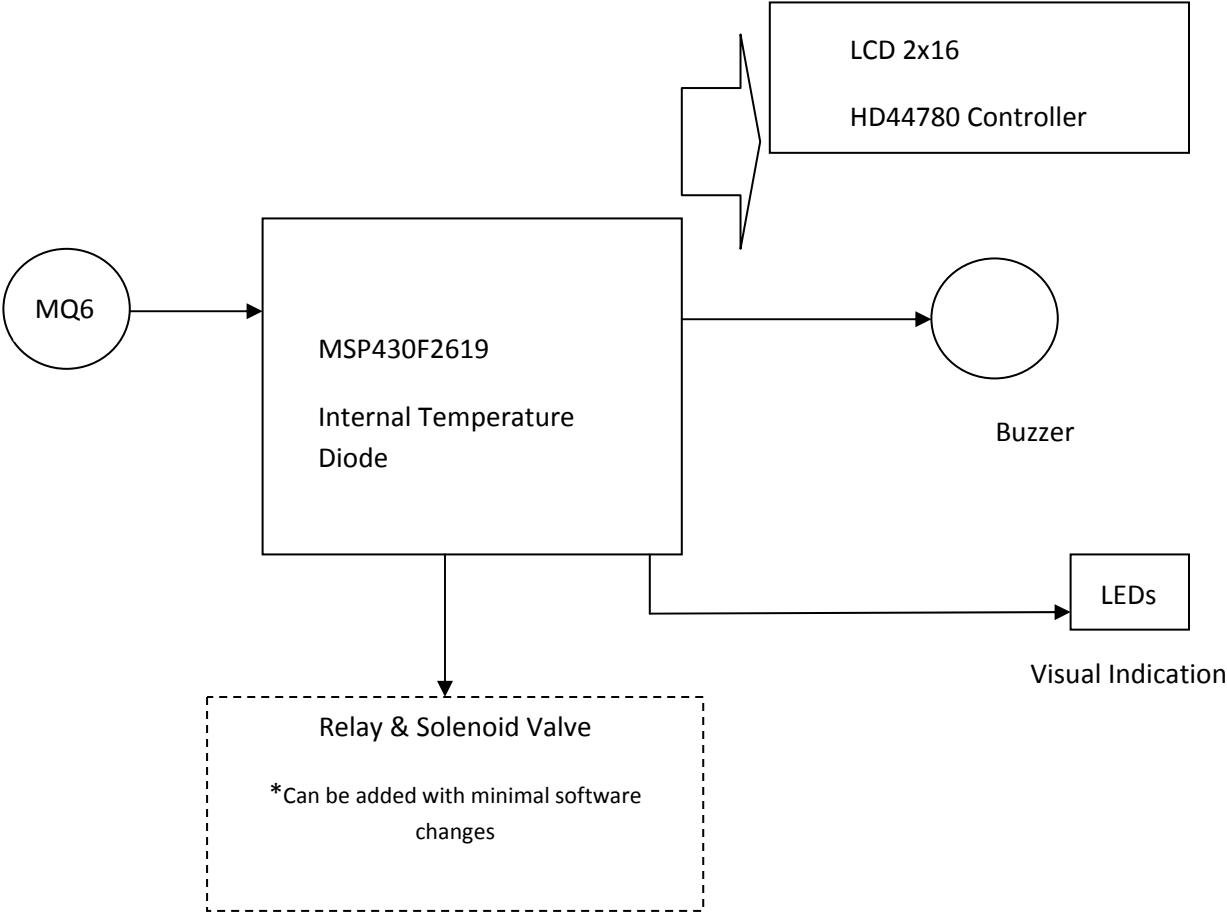 LCD 2x16
HD44780 Controller
MQ6
MSP430F2619
Internal Temperature
Diode
Buzzer
LEDs
Visual Indication
Relay & Solenoid Valve
*Can be added with minimal software
changes